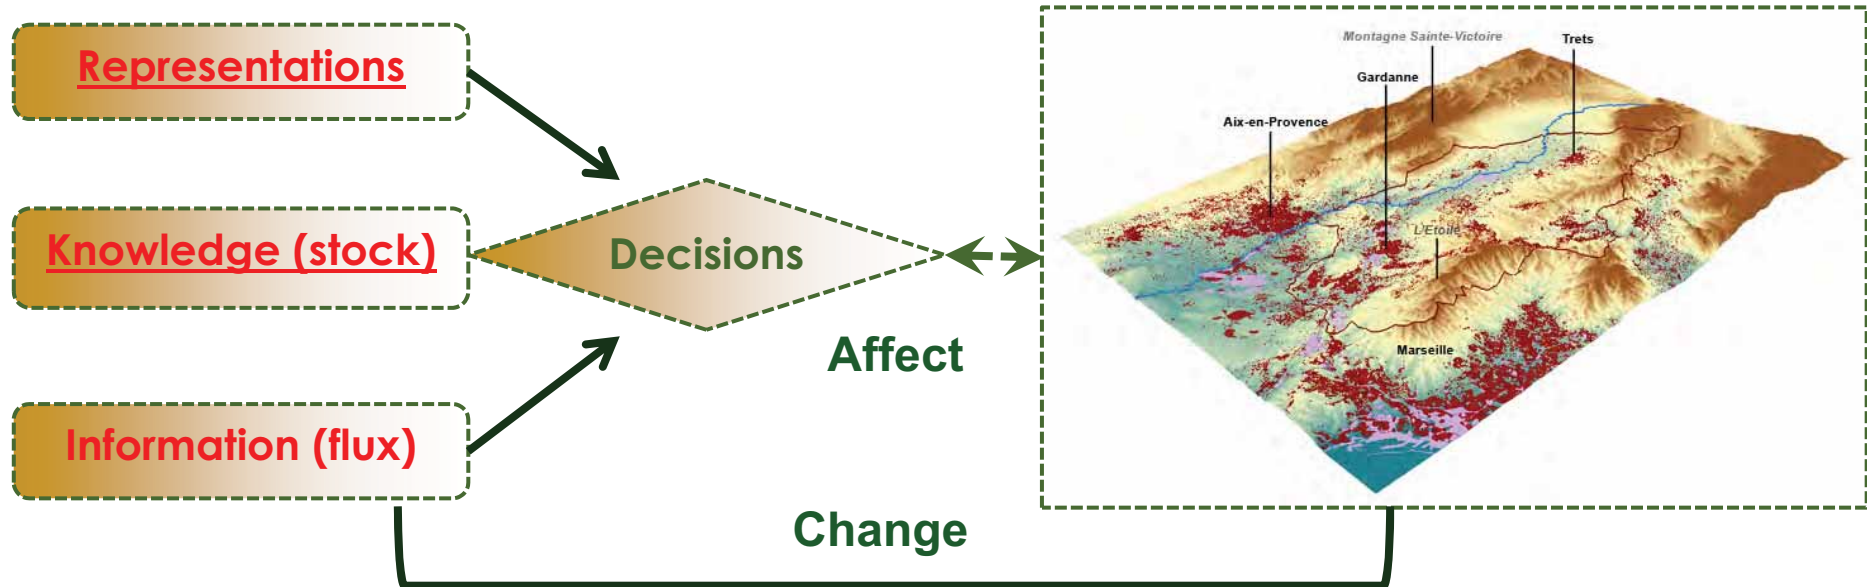 Representations
Knowledge (stock)
Information (flux)
Decisions
Affect
Change
Montagne Sainte-Victoire
Trets
Gardanne
Aix-en-Provence
L'Etoile
Marseille